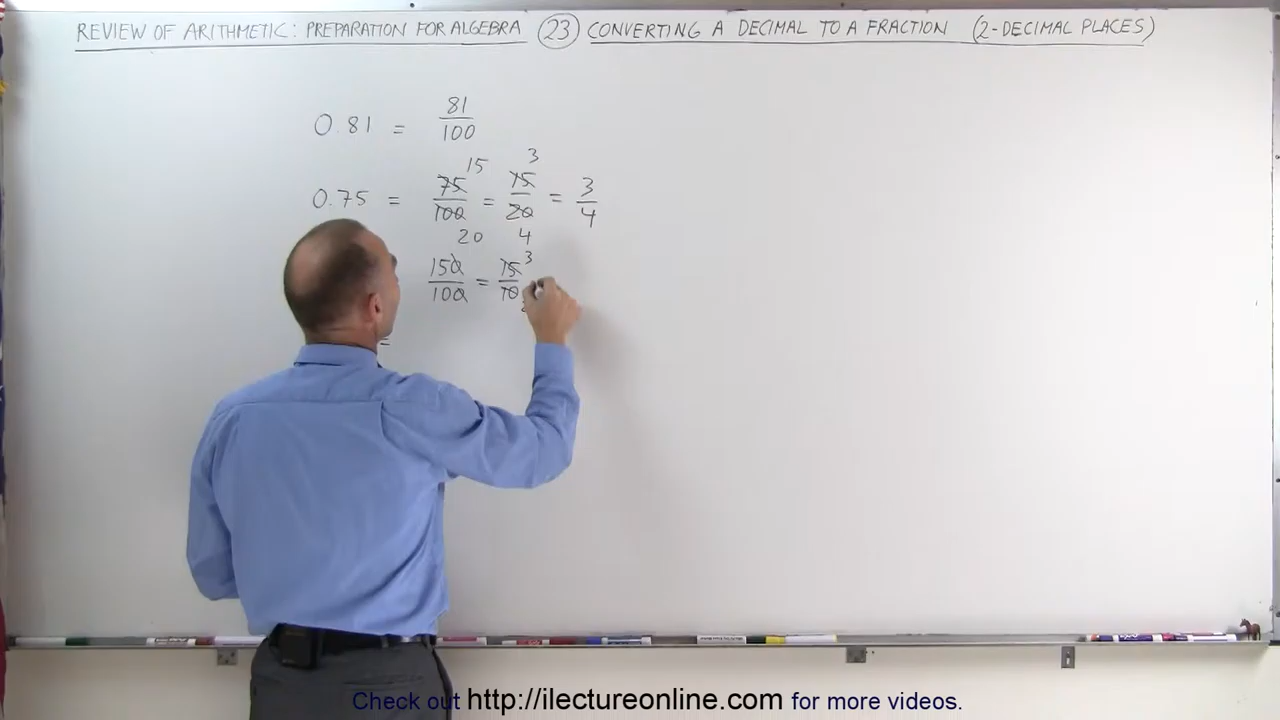 REVIEW OF ARITHMETIC: PREPARATION FOR ALGEBRA (23) CONVERTING A DECIMAL TO A FRACTION (2-DECIMAL PLACES)
0.81 = 81/100
15 3
0.75 = 75/100 = 15/20 = 3/4
20 4
3
150/100 = 15/10
=
Check out http://ilectureonline.com for more videos.